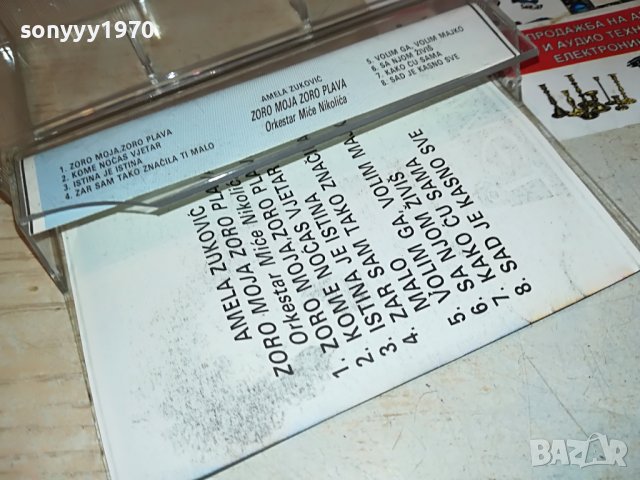 sonyyy1970
ПРОДАЖБА НА А
И АУДИО ТЕХН
ЕЛЕКТРОНИ
AMELA ZUKOVIĆ
ZORO MOJA ZORO PLAVA
Orkestar Miće Nikolića
1. ZORO MOJA,ZORO PLAVA
2. KOME NOĆAS VJETAR
3. ISTINA JE ISTINA
4. ZAR SAM TAKO ZNAČILA TI MALO
5. VOLIM GA, VOLIM MAJKO
6. SA NJOM ŽIVIŠ
7. KAKO ĆU SAMA
8. SAD JE KASNO SVE
AMELA ZUKOVIĆ
ZORO MOJA ZORO PLA
Orkestar Miće Nikolić
1. ZORO MOJA,ZORO PLA
2. KOME NOĆAS VJETAR
3. ISTINA JE ISTINA
4. ZAR SAM TAKO ZNAČI
MALO
5. VOLIM GA, VOLIM MA
6. SA NJOM ŽIVIŠ
7. KAKO ĆU SAMA
8. SAD JE KASNO SVE
BAZAR